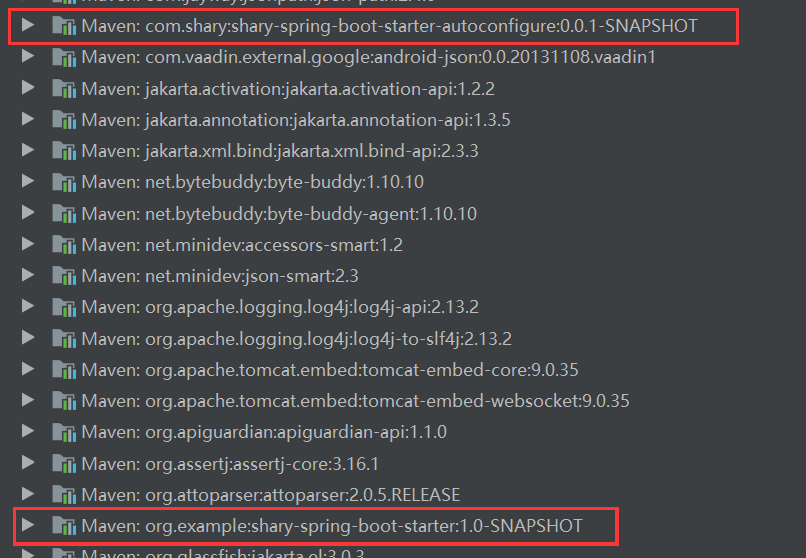 Maven: com.shary:shary-spring-boot-starter-autoconfigure:0.0.1-SNAPSHOT
Maven: com.vaadin.external.google:android-json:0.0.20131108.vaadin1
Maven: jakarta.activation:jakarta.activation-api:1.2.2
Maven: jakarta.annotation:jakarta.annotation-api:1.3.5
Maven: jakarta.xml.bind:jakarta.xml.bind-api:2.3.3
Maven: net.bytebuddy:byte-buddy:1.10.10
Maven: net.bytebuddy:byte-buddy-agent:1.10.10
Maven: net.minidev:accessors-smart:1.2
Maven: net.minidev:json-smart:2.3
Maven: org.apache.logging.log4j:log4j-api:2.13.2
Maven: org.apache.logging.log4j:log4j-to-slf4j:2.13.2
Maven: org.apache.tomcat.embed:tomcat-embed-core:9.0.35
Maven: org.apache.tomcat.embed:tomcat-embed-websocket:9.0.35
Maven: org.apiguardian:apiguardian-api:1.1.0
Maven: org.assertj:assertj-core:3.16.1
Maven: org.attoparser:attoparser:2.0.5.RELEASE
Maven: org.example:shary-spring-boot-starter:1.0-SNAPSHOT
Maven: org.glassfish:jakarta.el:3.0.3